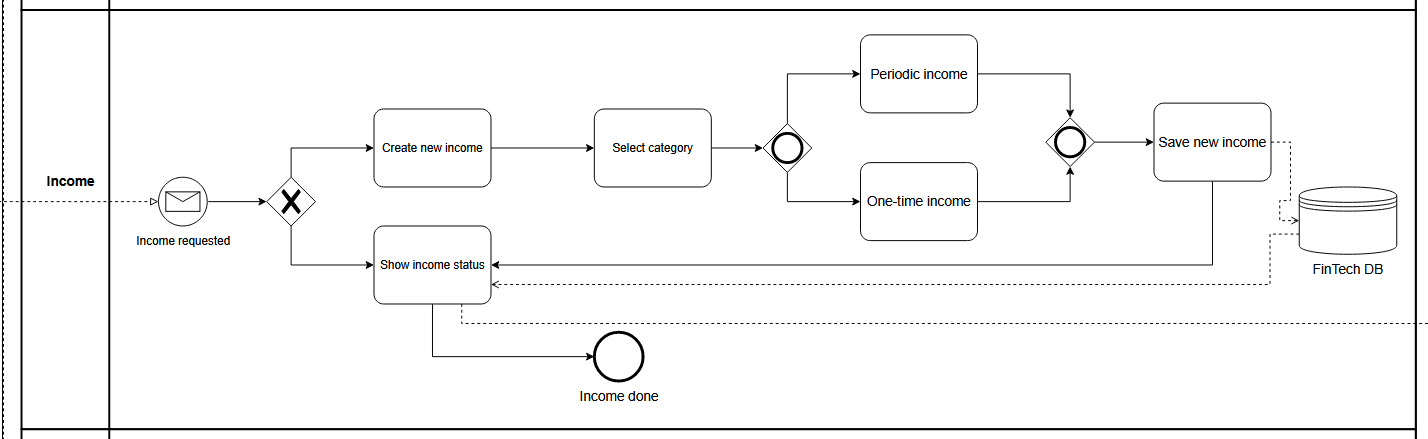 Income
Income requested
Create new income
Select category
Periodic income
One-time income
Save new income
Show income status
FinTech DB
Income done